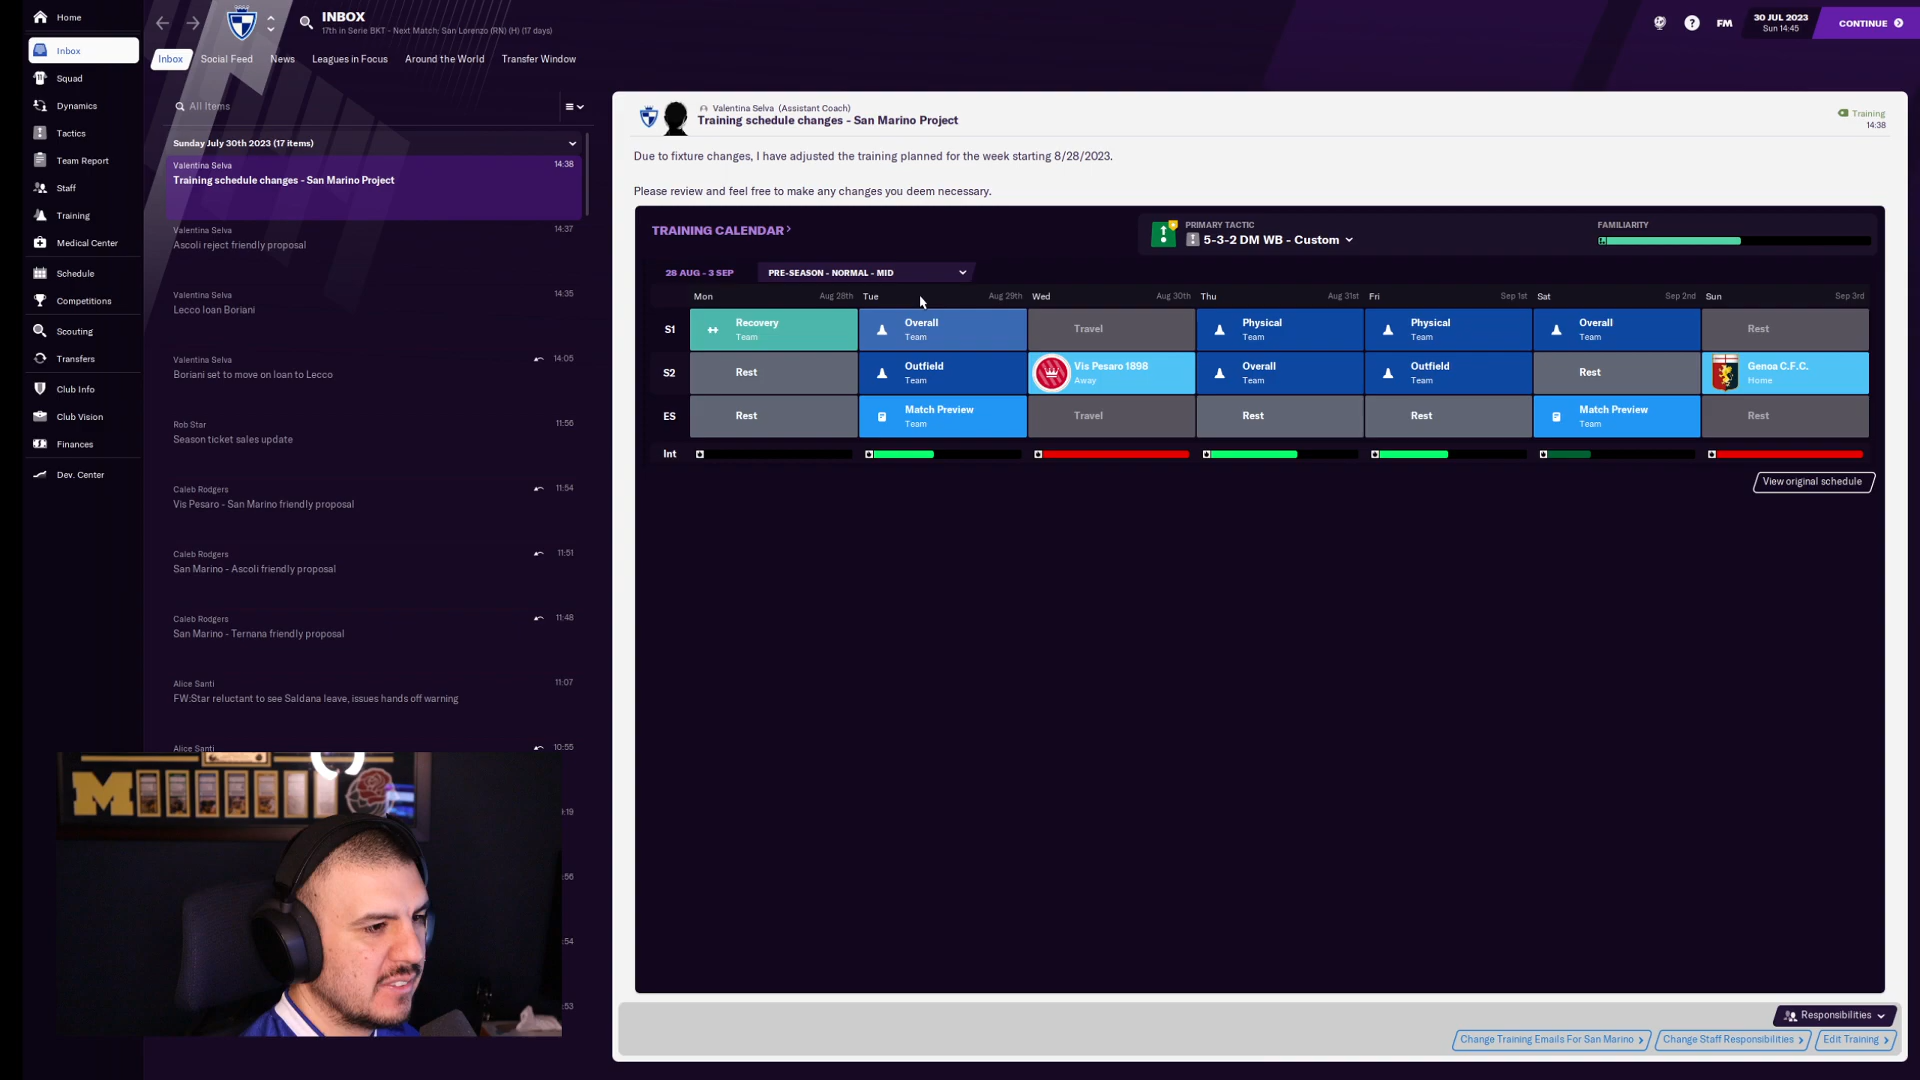 Home
Inbox
Squad
Dynamics
Tactics
Team Report
Staff
Training
Medical Center
Schedule
Competitions
Scouting
Transfers
Club Info
Club Vision
Finances
Dev. Center
INBOX
17th in Serie BKT - Next Match: San Lorenzo (RN) (H) (17 days)
FM
30 JUL 2023
Sun 14:45
CONTINUE
Inbox Social Feed News Leagues in Focus Around the World Transfer Window
All Items
Sunday July 30th 2023 (17 items)
Valentina Selva 14:38
Training schedule changes - San Marino Project
Valentina Selva 14:37
Ascoli reject friendly proposal
Valentina Selva 14:35
Lecco loan Boriani
Valentina Selva 14:05
Boriani set to move on loan to Lecco
Rob Star 11:56
Season ticket sales update
Caleb Rodgers 11:54
Vis Pesaro - San Marino friendly proposal
Caleb Rodgers 11:51
San Marino - Ascoli friendly proposal
Caleb Rodgers 11:48
San Marino - Ternana friendly proposal
Alice Santi 11:07
FW:Star reluctant to see Saldana leave, issues hands off warning
Alice Santi 10:55
:19
:56
:54
:53
M
Valentina Selva (Assistant Coach)
Training schedule changes - San Marino Project
Training
14:38
Due to fixture changes, I have adjusted the training planned for the week starting 8/28/2023.
Please review and feel free to make any changes you deem necessary.
TRAINING CALENDAR
PRIMARY TACTIC
5-3-2 DM WB - Custom
FAMILIARITY
28 AUG - 3 SEP PRE-SEASON - NORMAL - MID
Mon Aug 28th Tue Aug 29th Wed Aug 30th Thu Aug 31st Fri Sep 1st Sat Sep 2nd Sun Sep 3rd
S1 Recovery Overall Travel Physical Physical Overall Rest
Team Team Team Team Team
S2 Rest Outfield Vis Pesaro 1898 Overall Outfield Rest Genoa C.F.C.
Team Away Team Team Home
ES Rest Match Preview Travel Rest Rest Match Preview Rest
Team Team
Int
View original schedule
Responsibilities
Change Training Emails For San Marino Change Staff Responsibilities Edit Training